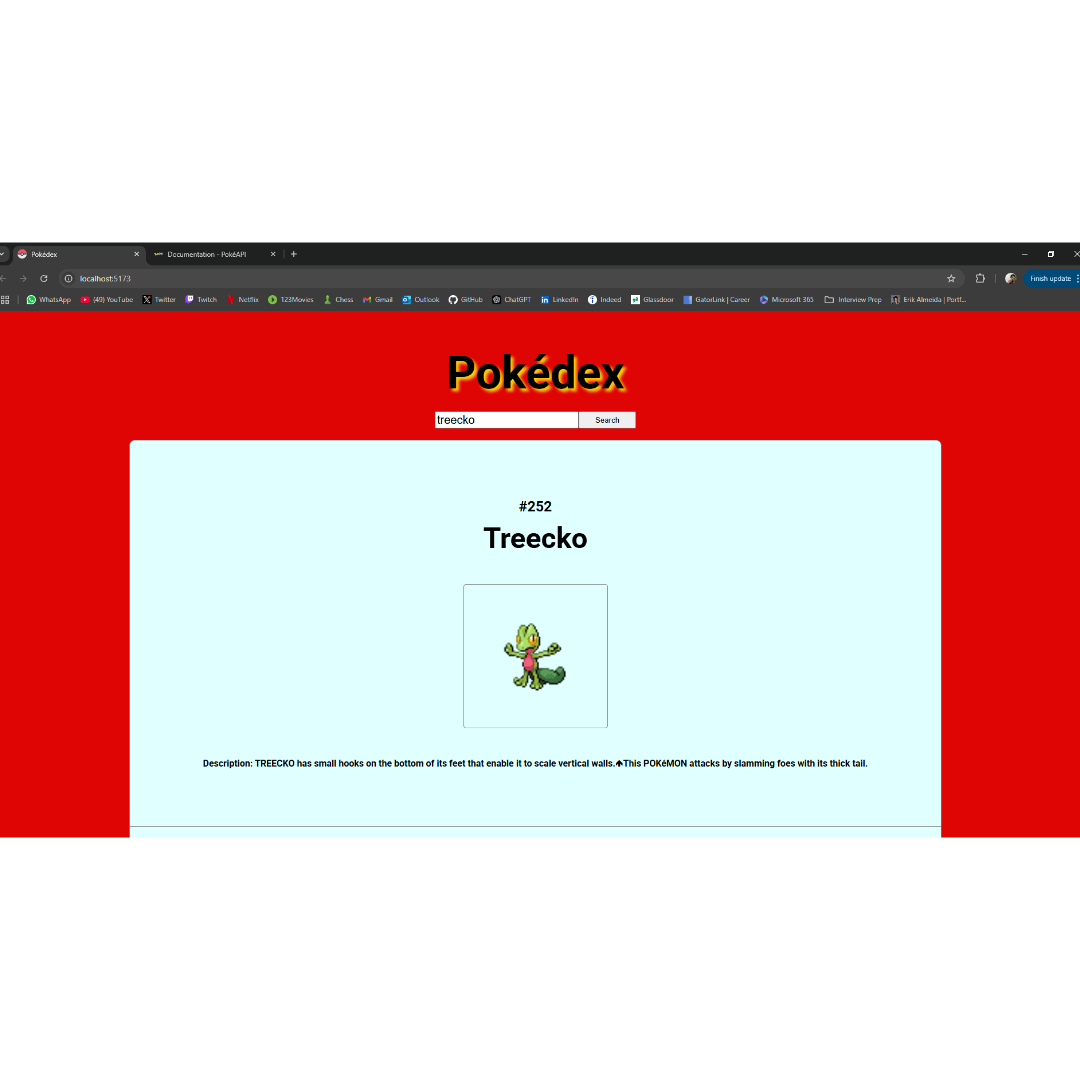 Pokédex
Documentation - PokéAPI
localhost:5173
Finish update
WhatsApp
(49) YouTube
Twitter
Twitch
Netflix
123Movies
Chess
Gmail
Outlook
GitHub
ChatGPT
LinkedIn
Indeed
Glassdoor
GatorLink | Career
Microsoft 365
Interview Prep
Erik Almeida | Portf...
Pokédex
treecko
Search
#252
Treecko
Description: TREECKO has small hooks on the bottom of its feet that enable it to scale vertical walls.🡅This POKéMON attacks by slamming foes with its thick tail.